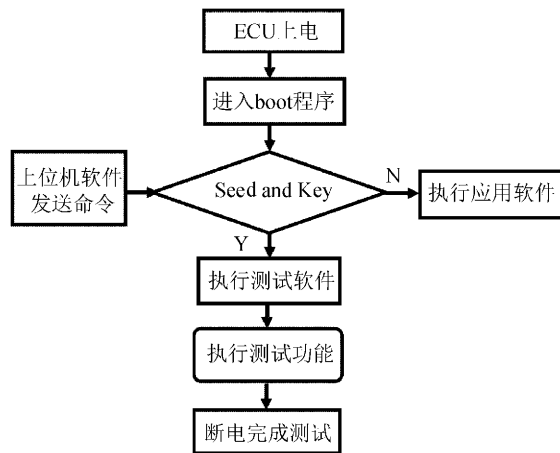 ECU上电
进入boot程序
上位机软件
发送命令
Seed and Key
N
执行应用软件
Y
执行测试软件
执行测试功能
断电完成测试